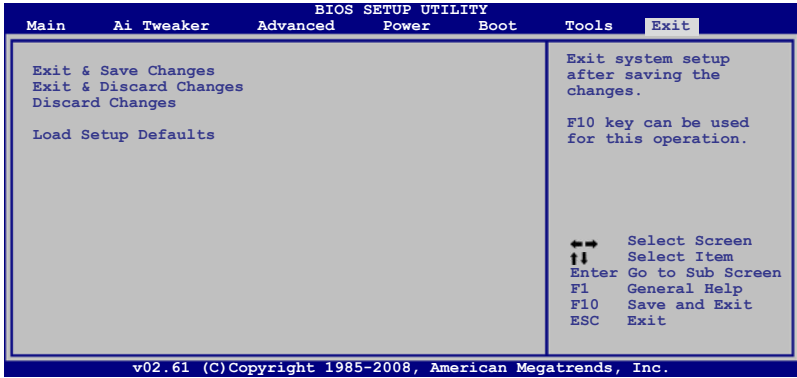 BIOS SETUP UTILITY
Main Ai Tweaker Advanced Power Boot Tools Exit
Exit & Save Changes
Exit & Discard Changes
Discard Changes
Load Setup Defaults
Exit system setup
after saving the
changes.
F10 key can be used
for this operation.
←→ Select Screen
↑↓ Select Item
Enter Go to Sub Screen
F1 General Help
F10 Save and Exit
ESC Exit
v02.61 (C)Copyright 1985-2008, American Megatrends, Inc.